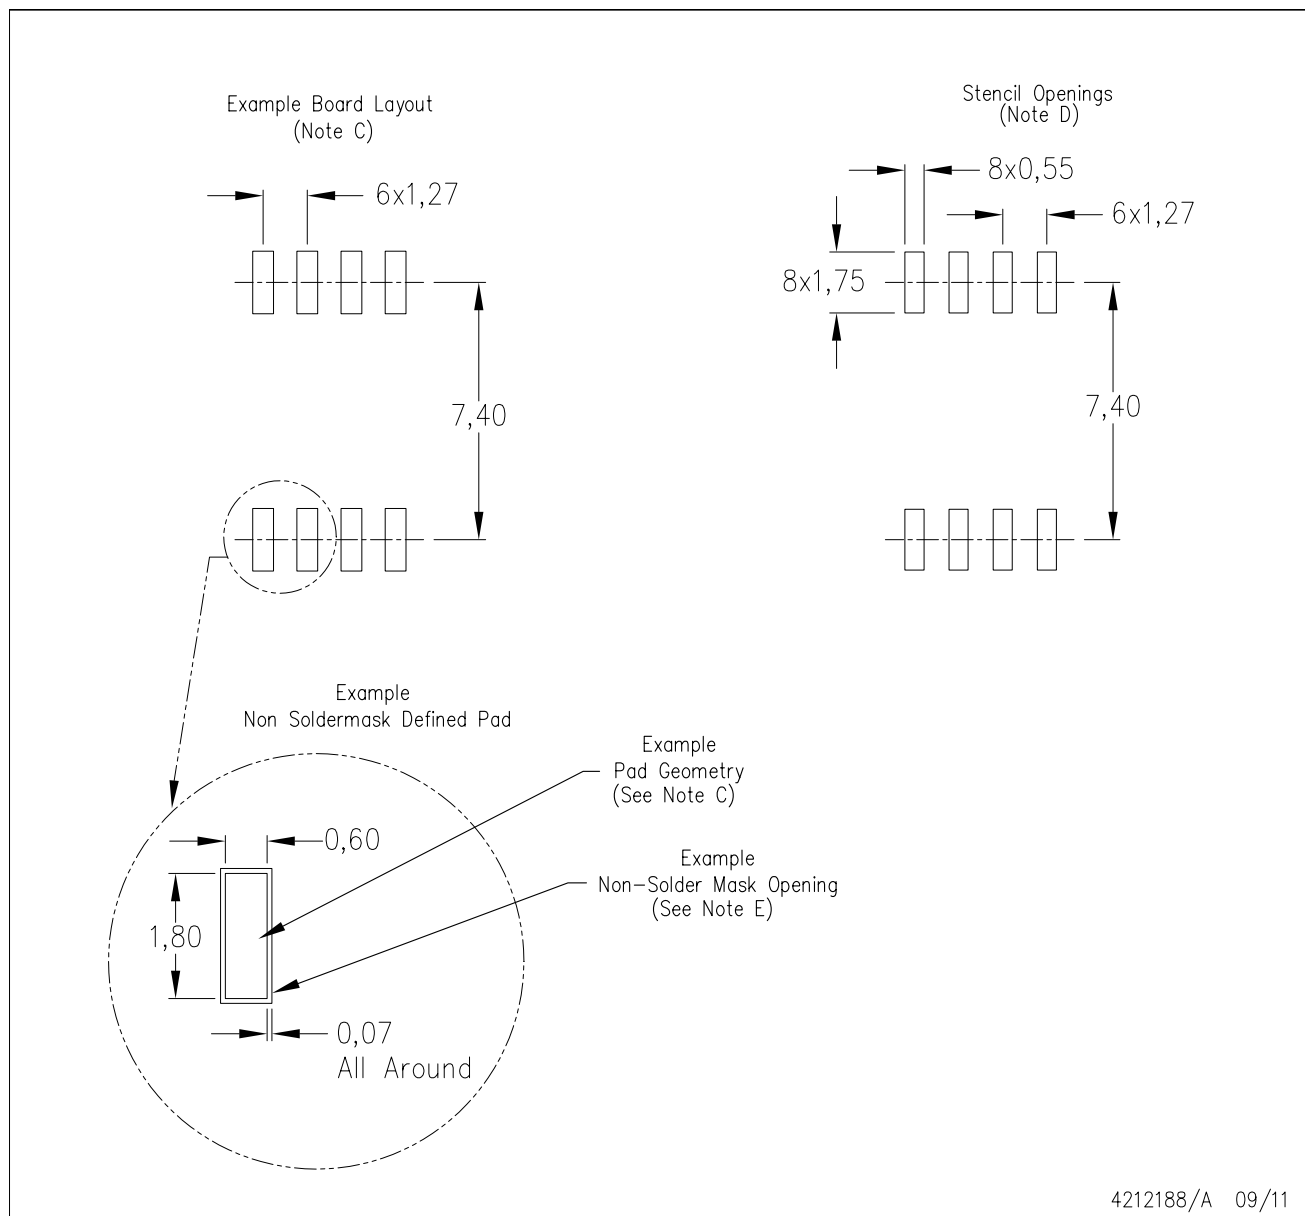 Example Board Layout
(Note C)
6x1,27
7,40
Stencil Openings
(Note D)
8x0,55
6x1,27
8x1,75
7,40
Example
Non Soldermask Defined Pad
Example
Pad Geometry
(See Note C)
0,60
Example
Non-Solder Mask Opening
(See Note E)
1,80
0,07
All Around
4212188/A 09/11